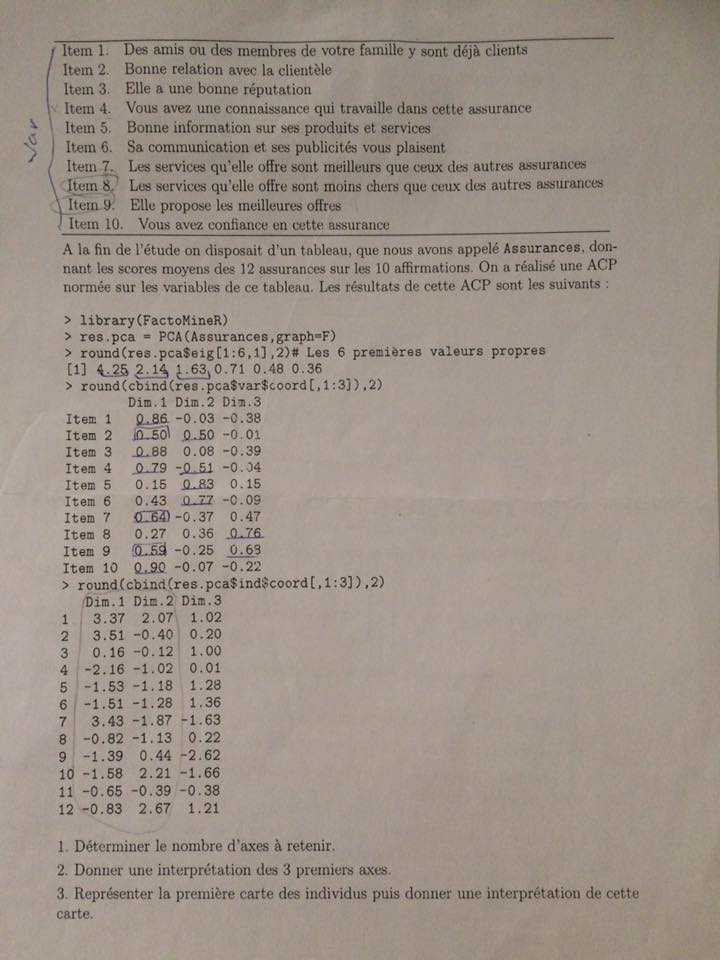 Item 1. Des amis ou des membres de votre famille y sont déjà clients
Item 2. Bonne relation avec la clientèle
Item 3. Elle a une bonne réputation
Item 4. Vous avez une connaissance qui travaille dans cette assurance
Item 5. Bonne information sur ses produits et services
Item 6. Sa communication et ses publicités vous plaisent
Item 7. Les services qu'elle offre sont meilleurs que ceux des autres assurances
Item 8. Les services qu'elle offre sont moins chers que ceux des autres assurances
Item 9. Elle propose les meilleures offres
Item 10. Vous avez confiance en cette assurance
Var
A la fin de l'étude on disposait d'un tableau, que nous avons appelé Assurances, don-
nant les scores moyens des 12 assurances sur les 10 affirmations. On a réalisé une ACP
normée sur les variables de ce tableau. Les résultats de cette ACP sont les suivants :
> library(FactoMineR)
> res.pca = PCA(Assurances,graph=F)
> round(res.pca$eig[1:6,1],2)# Les 6 premières valeurs propres
[1] 4.25 2.14 1.63 0.71 0.48 0.36
> round(cbind(res.pca$var$coord[,1:3]),2)
Dim.1 Dim.2 Dim.3
Item 1 0.86 -0.03 -0.38
Item 2 0.50 0.50 -0.01
Item 3 0.88 0.08 -0.39
Item 4 0.79 -0.51 -0.04
Item 5 0.15 0.83 0.15
Item 6 0.43 0.77 -0.09
Item 7 0.64 -0.37 0.47
Item 8 0.27 0.36 0.76
Item 9 0.59 -0.25 0.63
Item 10 0.90 -0.07 -0.22
> round(cbind(res.pca$ind$coord[,1:3]),2)
Dim.1 Dim.2 Dim.3
1 3.37 2.07 1.02
2 3.51 -0.40 0.20
3 0.16 -0.12 1.00
4 -2.16 -1.02 0.01
5 -1.53 -1.18 1.28
6 -1.51 -1.28 1.36
7 3.43 -1.87 -1.63
8 -0.82 -1.13 0.22
9 -1.39 0.44 -2.62
10 -1.58 2.21 -1.66
11 -0.65 -0.39 -0.38
12 -0.83 2.67 1.21
1. Déterminer le nombre d'axes à retenir.
2. Donner une interprétation des 3 premiers axes.
3. Représenter la première carte des individus puis donner une interprétation de cette
carte.